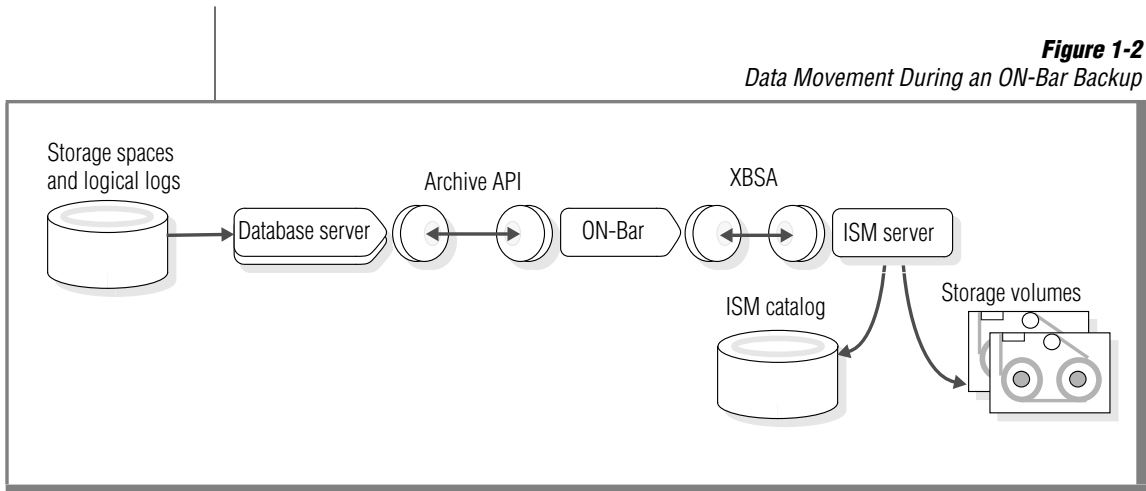 Figure 1-2
Data Movement During an ON-Bar Backup
Storage spaces
and logical logs
Archive API
XBSA
Database server
ON-Bar
ISM server
ISM catalog
Storage volumes